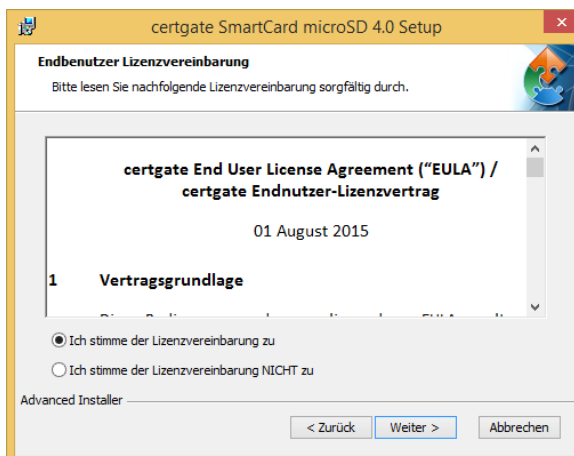 certgate SmartCard microSD 4.0 Setup
Endbenutzer Lizenzvereinbarung
Bitte lesen Sie nachfolgende Lizenzvereinbarung sorgfältig durch.
certgate End User License Agreement (“EULA”) /
certgate Endnutzer-Lizenzvertrag
01 August 2015
1 Vertragsgrundlage
Ich stimme der Lizenzvereinbarung zu
Ich stimme der Lizenzvereinbarung NICHT zu
Advanced Installer
< Zurück Weiter > Abbrechen